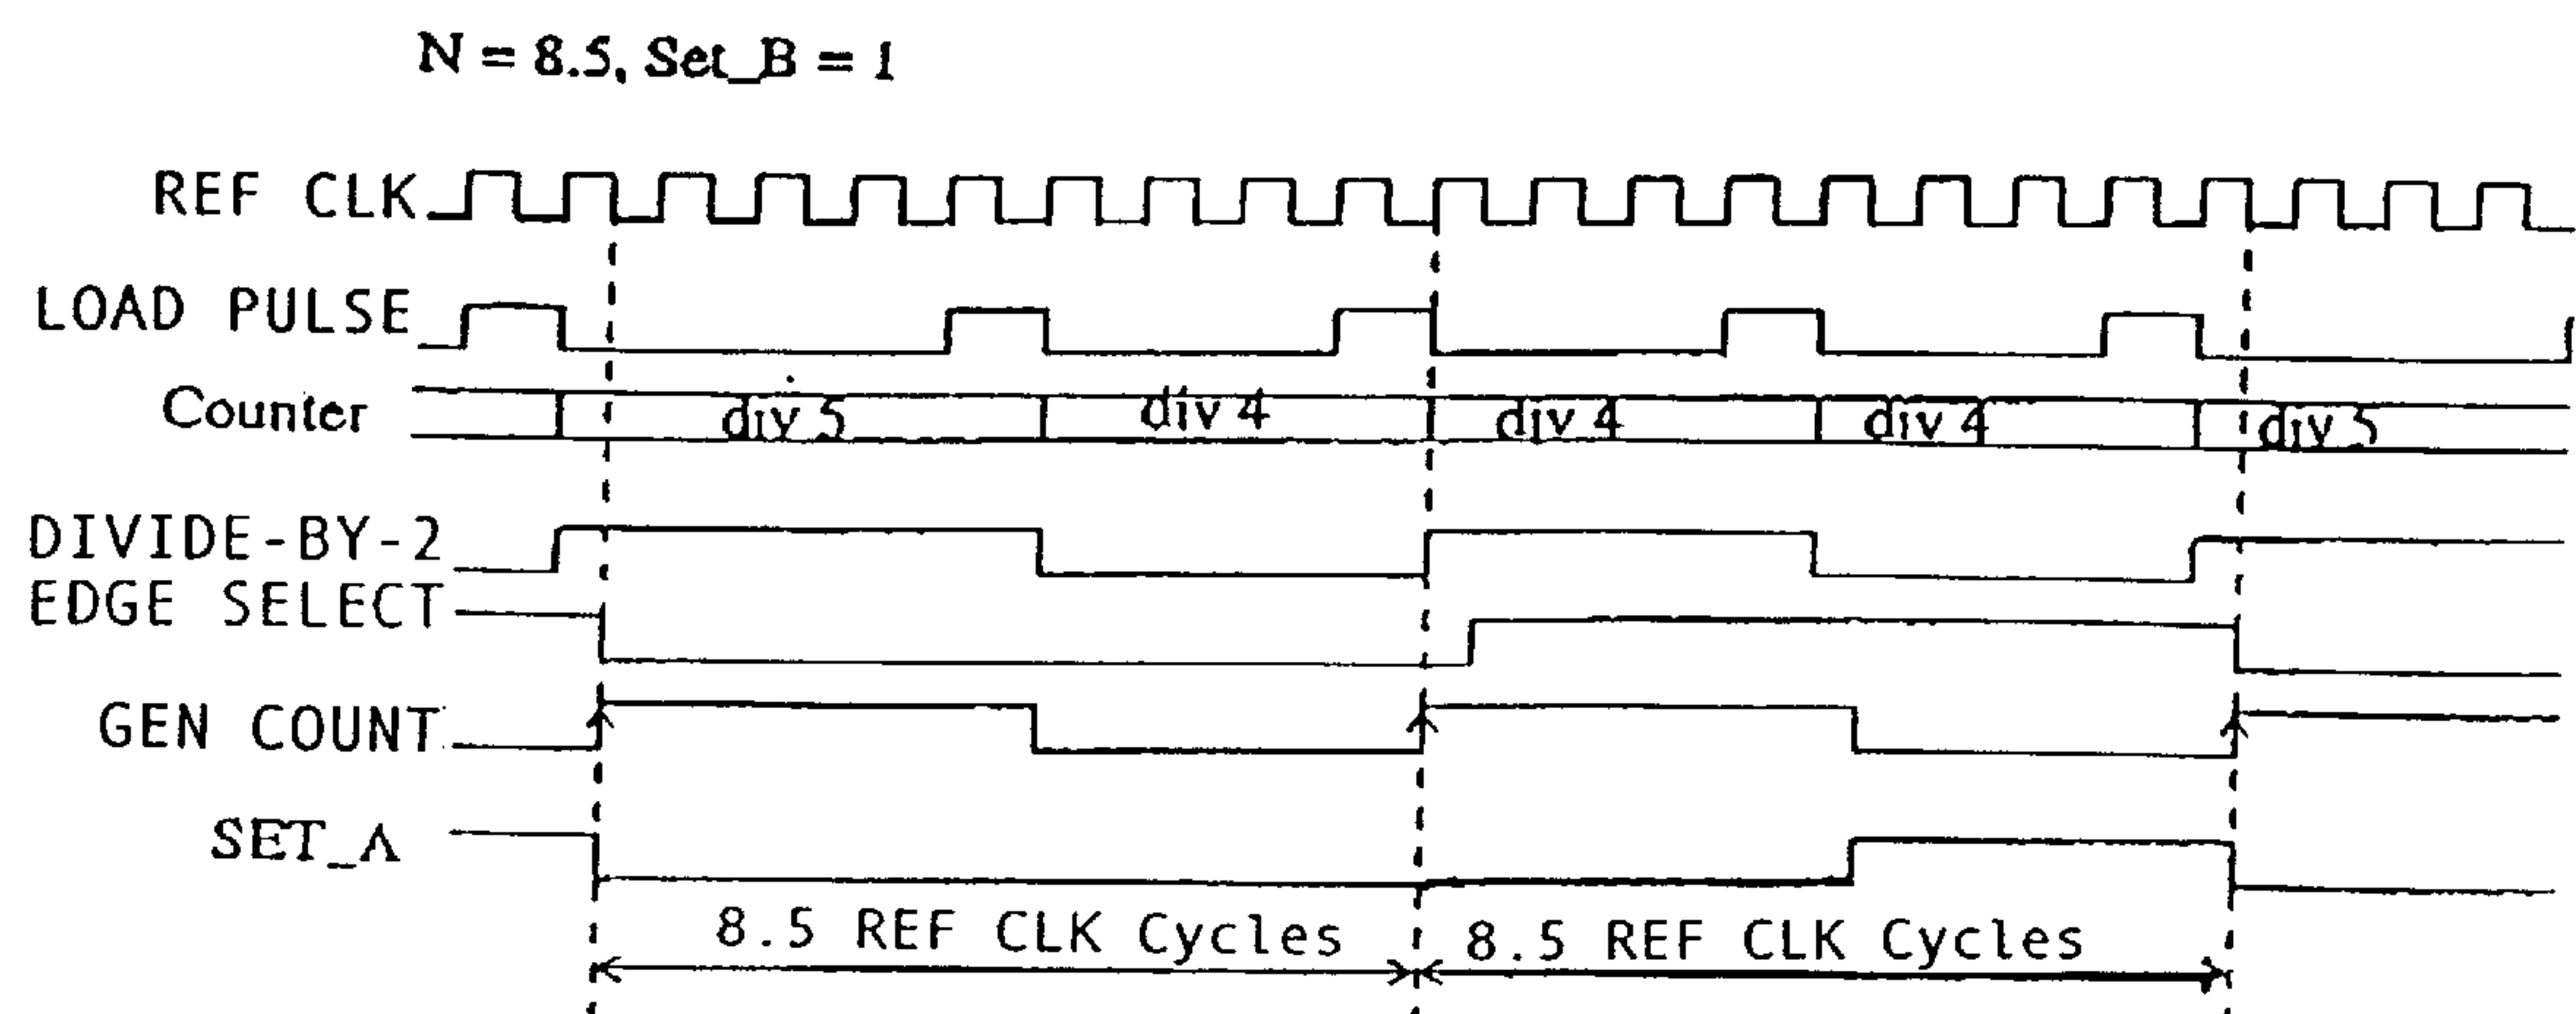 N = 8.5, Set_B = 1
REF CLK
LOAD PULSE
Counter div 5 div 4 div 4 div 4 div 5
DIVIDE-BY-2
EDGE SELECT
GEN COUNT
SET_A
8.5 REF CLK Cycles 8.5 REF CLK Cycles